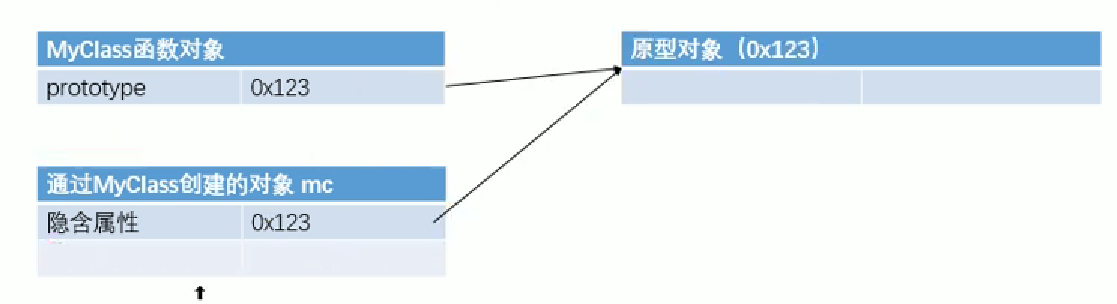 MyClass函数对象
prototype 0x123
原型对象（0x123）
通过MyClass创建的对象 mc
隐含属性 0x123